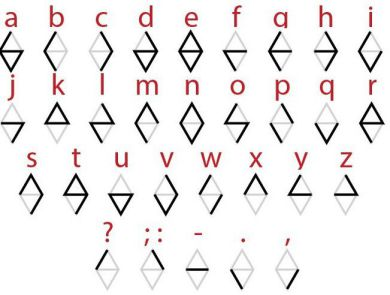 a b c d e f g h i
j k l m n o p q r
s t u v w x y z
? ; : - . ,